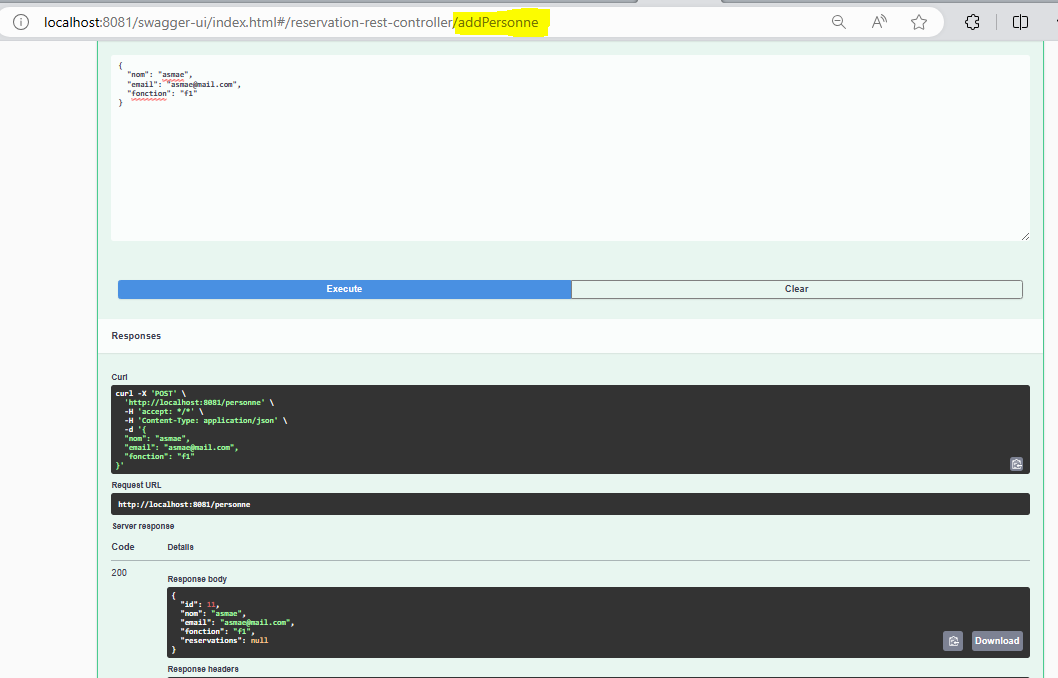 localhost:8081/swagger-ui/index.html#/reservation-rest-controller/addPersonne
{
"nom": "asmae",
"email": "asmae@mail.com",
"fonction": "f1"
}
Execute
Clear
Responses
Curl
curl -X 'POST' \
'http://localhost:8081/personne' \
-H 'accept: */*' \
-H 'Content-Type: application/json' \
-d '{
"nom": "asmae",
"email": "asmae@mail.com",
"fonction": "f1"
}'
Request URL
http://localhost:8081/personne
Server response
Code Details
200
Response body
{
"id": 11,
"nom": "asmae",
"email": "asmae@mail.com",
"fonction": "f1",
"reservations": null
}
Download
Response headers